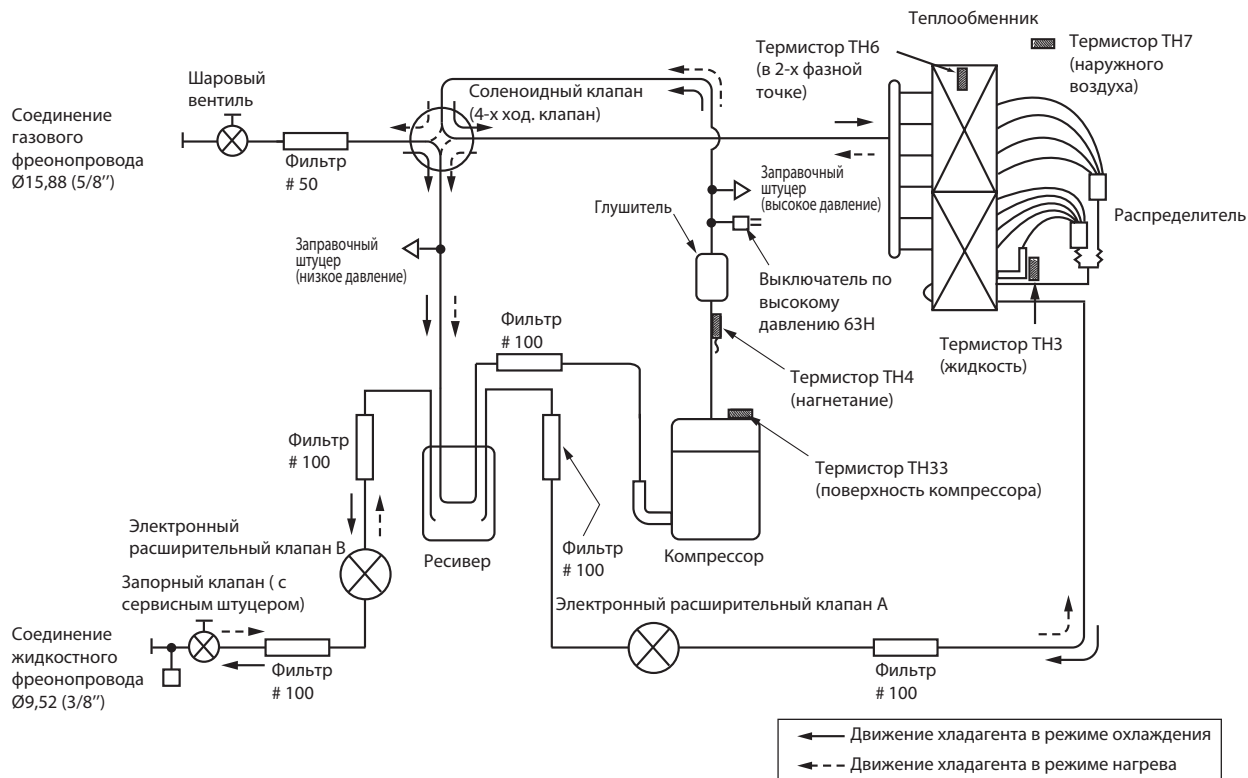 Теплообменник
Термистор TH6
(в 2-х фазной
точке)
Термистор TH7
(наружного
воздуха)
Шаровый
вентиль
Соленоидный клапан
(4-х ход. клапан)
Соединение
газового
фреонопровода
Ø15,88 (5/8’’)
Фильтр
# 50
Заправочный
штуцер
(высокое давление)
Глушитель
Распределитель
Заправочный
штуцер
(низкое давление)
Выключатель по
высокому
давлению 63H
Фильтр
# 100
Термистор TH3
(жидкость)
Термистор TH4
(нагнетание)
Фильтр
# 100
Термистор TH33
(поверхность компрессора)
Электронный
расширительный клапан B
Ресивер
Фильтр
# 100
Компрессор
Запорный клапан ( с
сервисным штуцером)
Электронный расширительный клапан A
Соединение
жидкостного
фреонопровода
Ø9,52 (3/8’’)
Фильтр
# 100
Фильтр
# 100
Движение хладагента в режиме охлаждения
Движение хладагента в режиме нагрева